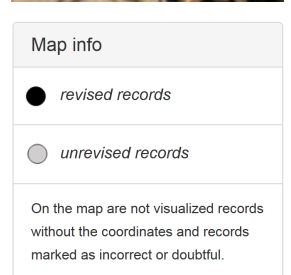 Map info
revised records
unrevised records
On the map are not visualized records
without the coordinates and records
marked as incorrect or doubtful.